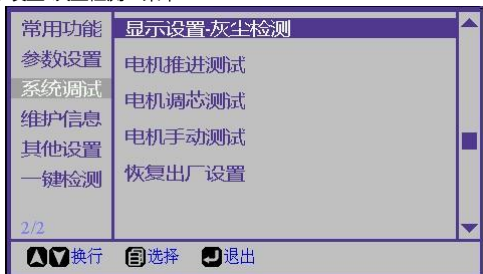 常用功能
参数设置
系统调试
维护信息
其他设置
一键检测
2/2
显示设置-灰尘检测
电机推进测试
电机调芯测试
电机手动测试
恢复出厂设置
换行 选择 退出